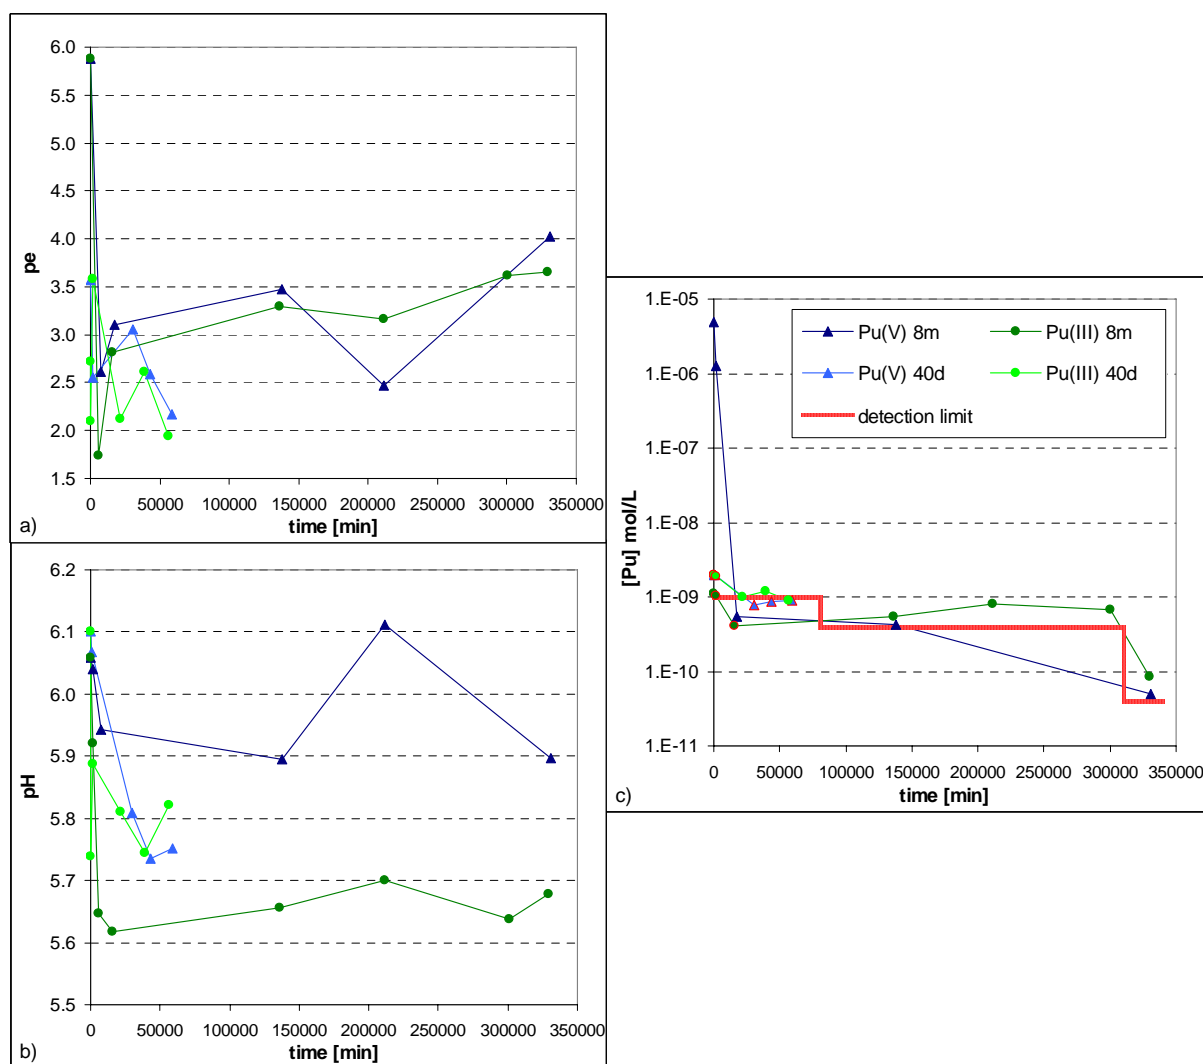 6.0
5.5
5.0
4.5
4.0
3.5
3.0
2.5
2.0
1.5
pe
0 50000 100000 150000 200000 250000 300000 350000
time [min]
a)
6.2
6.1
6.0
5.9
5.8
5.7
5.6
5.5
pH
0 50000 100000 150000 200000 250000 300000 350000
time [min]
b)
1.E-05
1.E-06
1.E-07
1.E-08
1.E-09
1.E-10
1.E-11
[Pu] mol/L
Pu(V) 8m Pu(III) 8m
Pu(V) 40d Pu(III) 40d
detection limit
0 50000 100000 150000 200000 250000 300000 350000
time [min]
c)